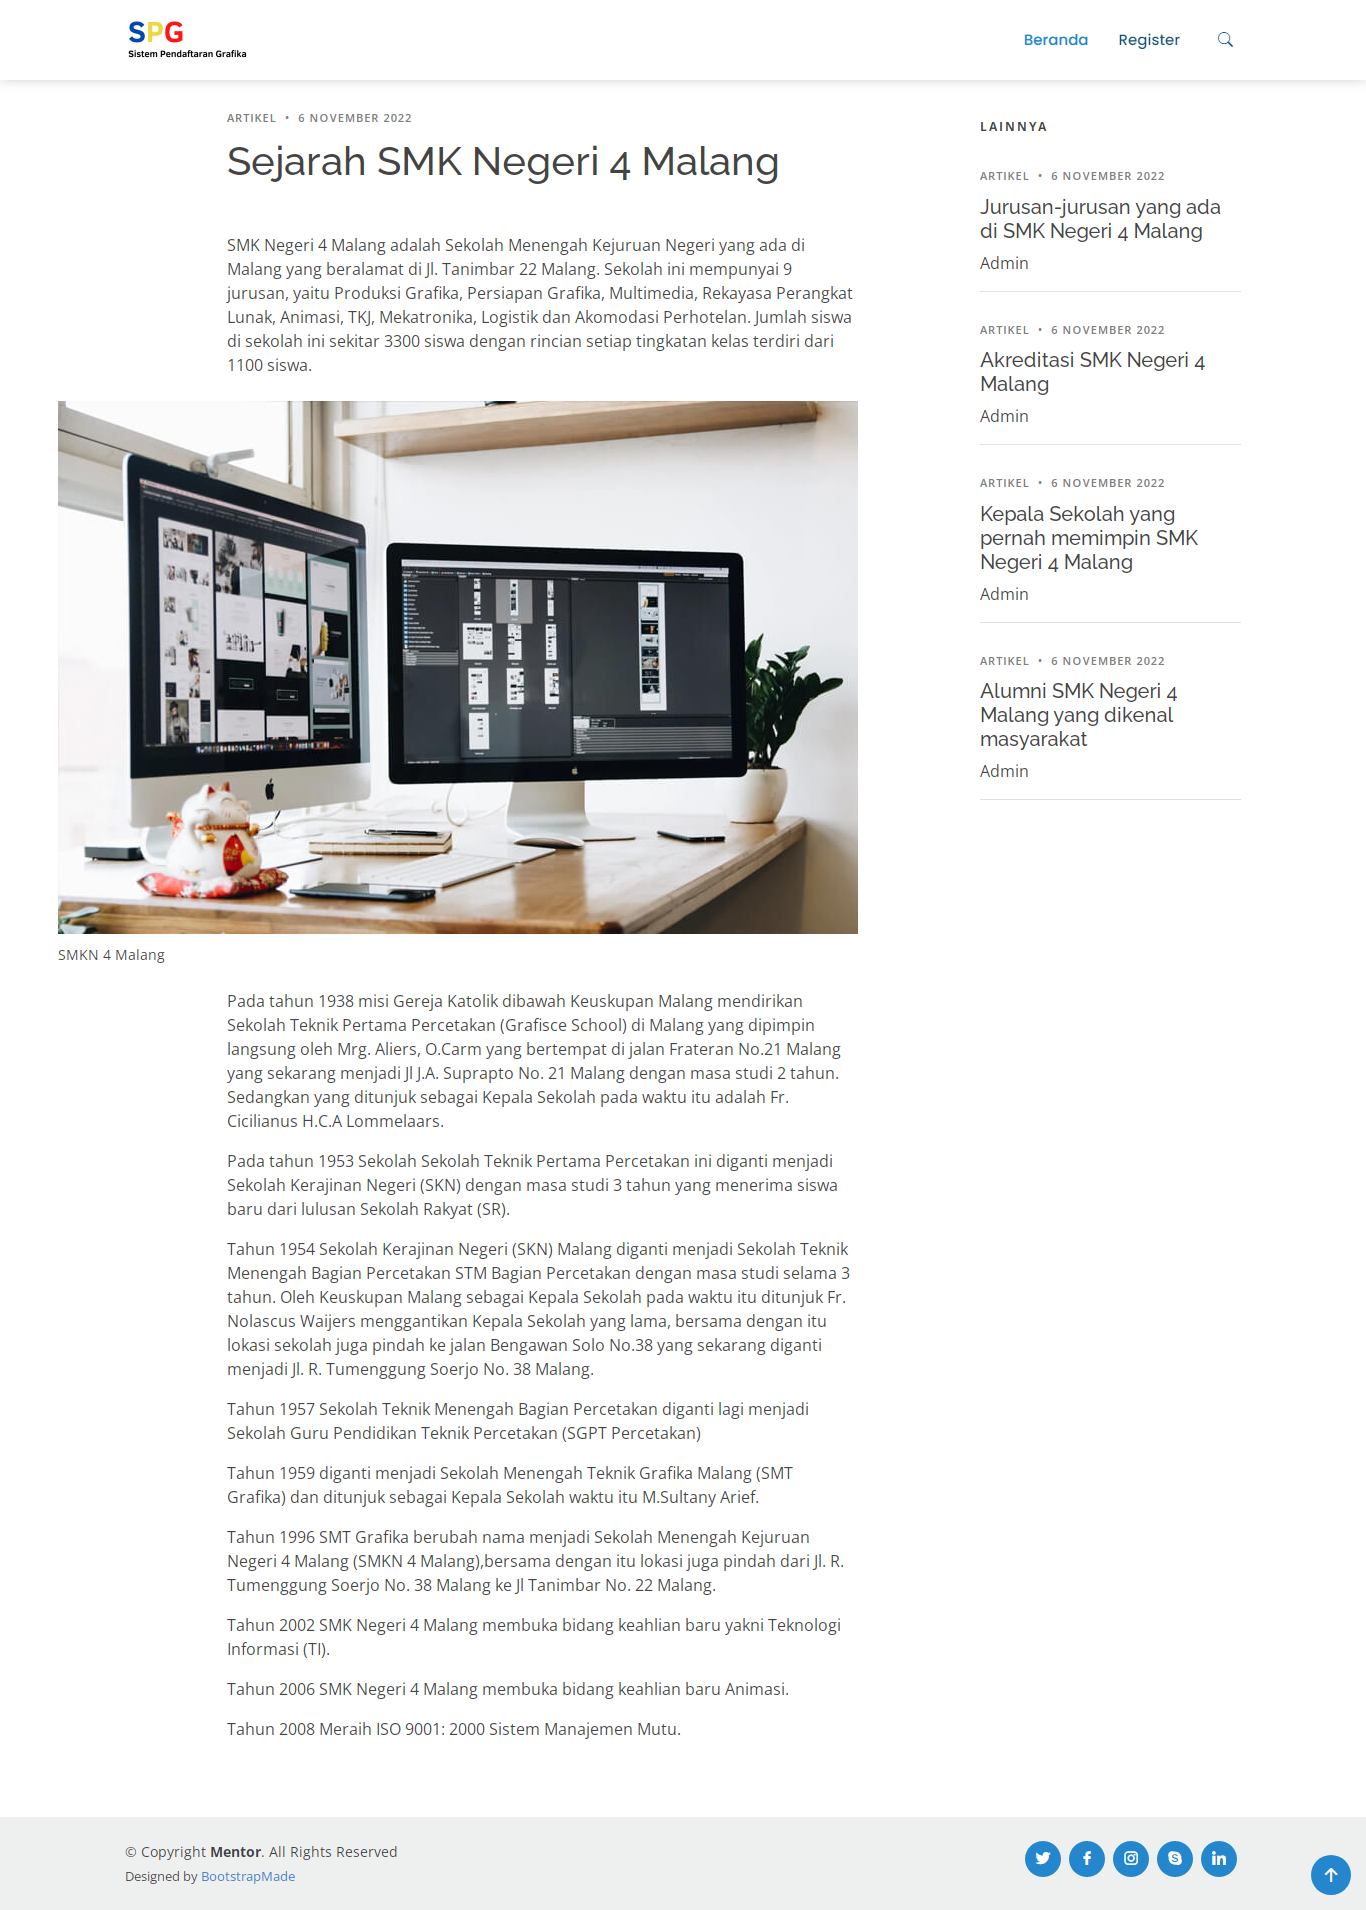 SPG
Sistem Pendaftaran Grafika
Beranda
Register
ARTIKEL • 6 NOVEMBER 2022
Sejarah SMK Negeri 4 Malang
SMK Negeri 4 Malang adalah Sekolah Menengah Kejuruan Negeri yang ada di
Malang yang beralamat di Jl. Tanimbar 22 Malang. Sekolah ini mempunyai 9
jurusan, yaitu Produksi Grafika, Persiapan Grafika, Multimedia, Rekayasa Perangkat
Lunak, Animasi, TKJ, Mekatronika, Logistik dan Akomodasi Perhotelan. Jumlah siswa
di sekolah ini sekitar 3300 siswa dengan rincian setiap tingkatan kelas terdiri dari
1100 siswa.
SMKN 4 Malang
Pada tahun 1938 misi Gereja Katolik dibawah Keuskupan Malang mendirikan
Sekolah Teknik Pertama Percetakan (Grafisce School) di Malang yang dipimpin
langsung oleh Mrg. Aliers, O.Carm yang bertempat di jalan Frateran No.21 Malang
yang sekarang menjadi Jl J.A. Suprapto No. 21 Malang dengan masa studi 2 tahun.
Sedangkan yang ditunjuk sebagai Kepala Sekolah pada waktu itu adalah Fr.
Cicilianus H.C.A Lommelaars.
Pada tahun 1953 Sekolah Sekolah Teknik Pertama Percetakan ini diganti menjadi
Sekolah Kerajinan Negeri (SKN) dengan masa studi 3 tahun yang menerima siswa
baru dari lulusan Sekolah Rakyat (SR).
Tahun 1954 Sekolah Kerajinan Negeri (SKN) Malang diganti menjadi Sekolah Teknik
Menengah Bagian Percetakan STM Bagian Percetakan dengan masa studi selama 3
tahun. Oleh Keuskupan Malang sebagai Kepala Sekolah pada waktu itu ditunjuk Fr.
Nolascus Waijers menggantikan Kepala Sekolah yang lama, bersama dengan itu
lokasi sekolah juga pindah ke jalan Bengawan Solo No.38 yang sekarang diganti
menjadi Jl. R. Tumenggung Soerjo No. 38 Malang.
Tahun 1957 Sekolah Teknik Menengah Bagian Percetakan diganti lagi menjadi
Sekolah Guru Pendidikan Teknik Percetakan (SGPT Percetakan)
Tahun 1959 diganti menjadi Sekolah Menengah Teknik Grafika Malang (SMT
Grafika) dan ditunjuk sebagai Kepala Sekolah waktu itu M.Sultany Arief.
Tahun 1996 SMT Grafika berubah nama menjadi Sekolah Menengah Kejuruan
Negeri 4 Malang (SMKN 4 Malang),bersama dengan itu lokasi juga pindah dari Jl. R.
Tumenggung Soerjo No. 38 Malang ke Jl Tanimbar No. 22 Malang.
Tahun 2002 SMK Negeri 4 Malang membuka bidang keahlian baru yakni Teknologi
Informasi (TI).
Tahun 2006 SMK Negeri 4 Malang membuka bidang keahlian baru Animasi.
Tahun 2008 Meraih ISO 9001: 2000 Sistem Manajemen Mutu.
LAINNYA
ARTIKEL • 6 NOVEMBER 2022
Jurusan-jurusan yang ada
di SMK Negeri 4 Malang
Admin
ARTIKEL • 6 NOVEMBER 2022
Akreditasi SMK Negeri 4
Malang
Admin
ARTIKEL • 6 NOVEMBER 2022
Kepala Sekolah yang
pernah memimpin SMK
Negeri 4 Malang
Admin
ARTIKEL • 6 NOVEMBER 2022
Alumni SMK Negeri 4
Malang yang dikenal
masyarakat
Admin
© Copyright Mentor. All Rights Reserved
Designed by BootstrapMade